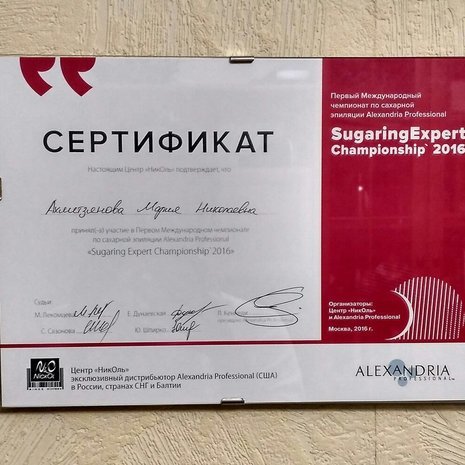 Первый Международный
чемпионат по сахарной
эпиляции Alexandria Professional
SugaringExpert
Championship 2016
СЕРТИФИКАТ
Настоящим Центр «НикОль» подтверждает, что
Ахметзянова Мария Николаевна
принял(-а) участие в Первом Международном чемпионате
по сахарной эпиляции Alexandria Professional
«Sugaring Expert Championship 2016»
Судьи:
М. Лекомцева
Е. Дунаевская
Л.
С. Сазонова
Ю. Шпирко
Организаторы:
Центр «НикОль»
и Alexandria Professional
Москва, 2016 г.
NicKOl
Центр «НикОль»
эксклюзивный дистрибьютор Alexandria Professional (США)
в России, странах СНГ и Балтии
ALEXANDRIA
PROFESSIONAL